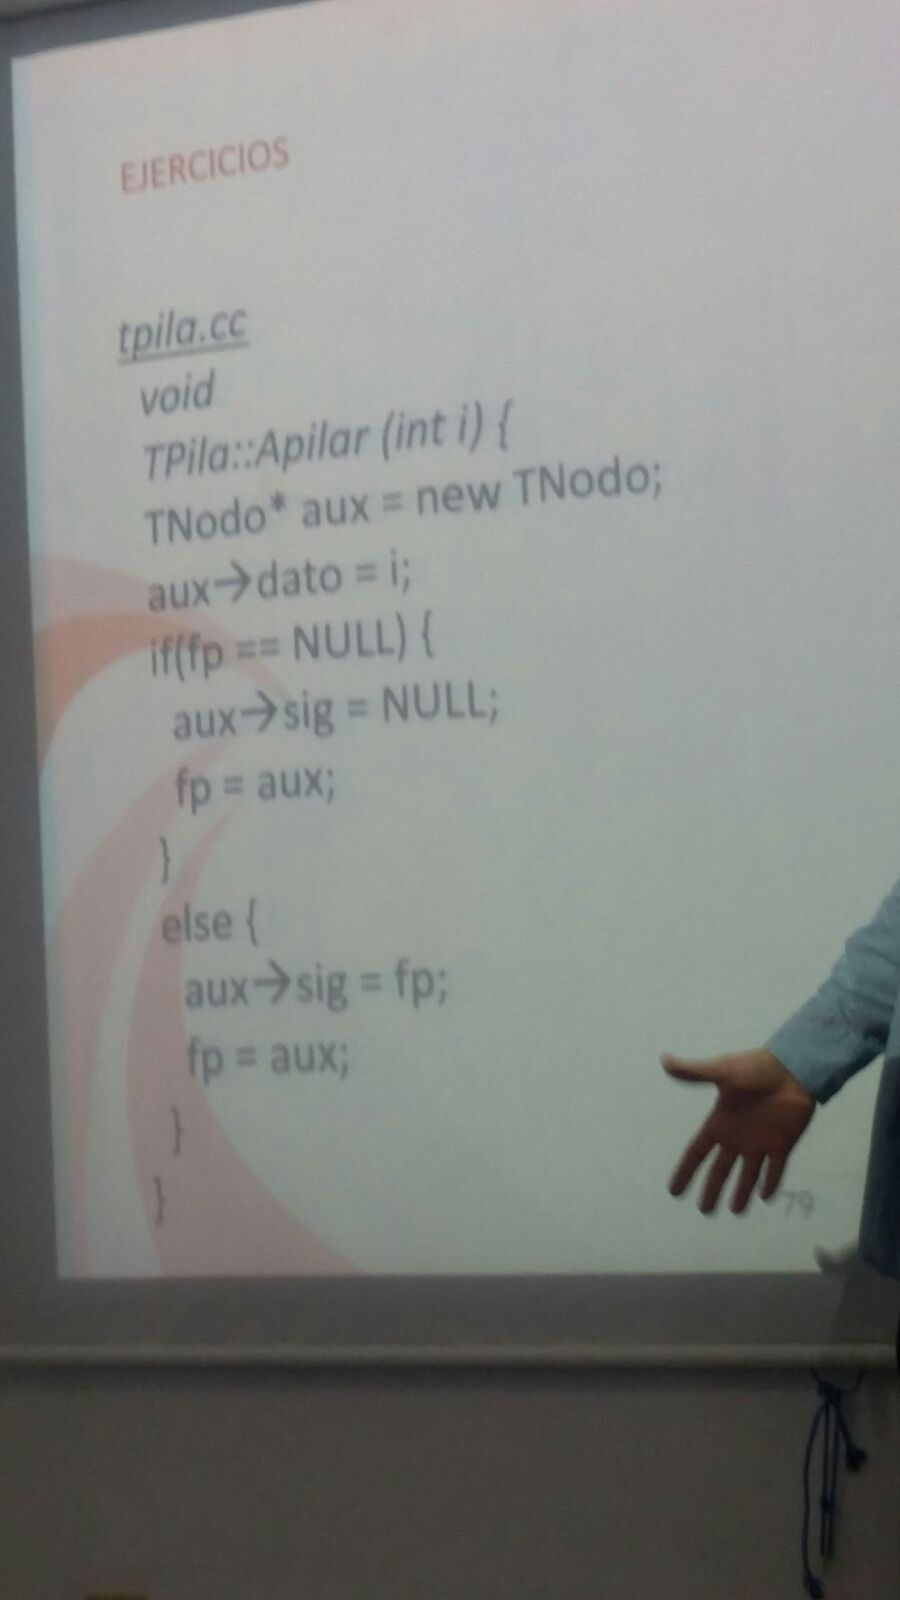 EJERCICIOS
tpila.cc
void
TPila::Apilar (int i) {
TNodo* aux = new TNodo;
aux→dato = i;
if(fp == NULL) {
aux→sig = NULL;
fp = aux;
}
else {
aux→sig = fp;
fp = aux;
}
}
79